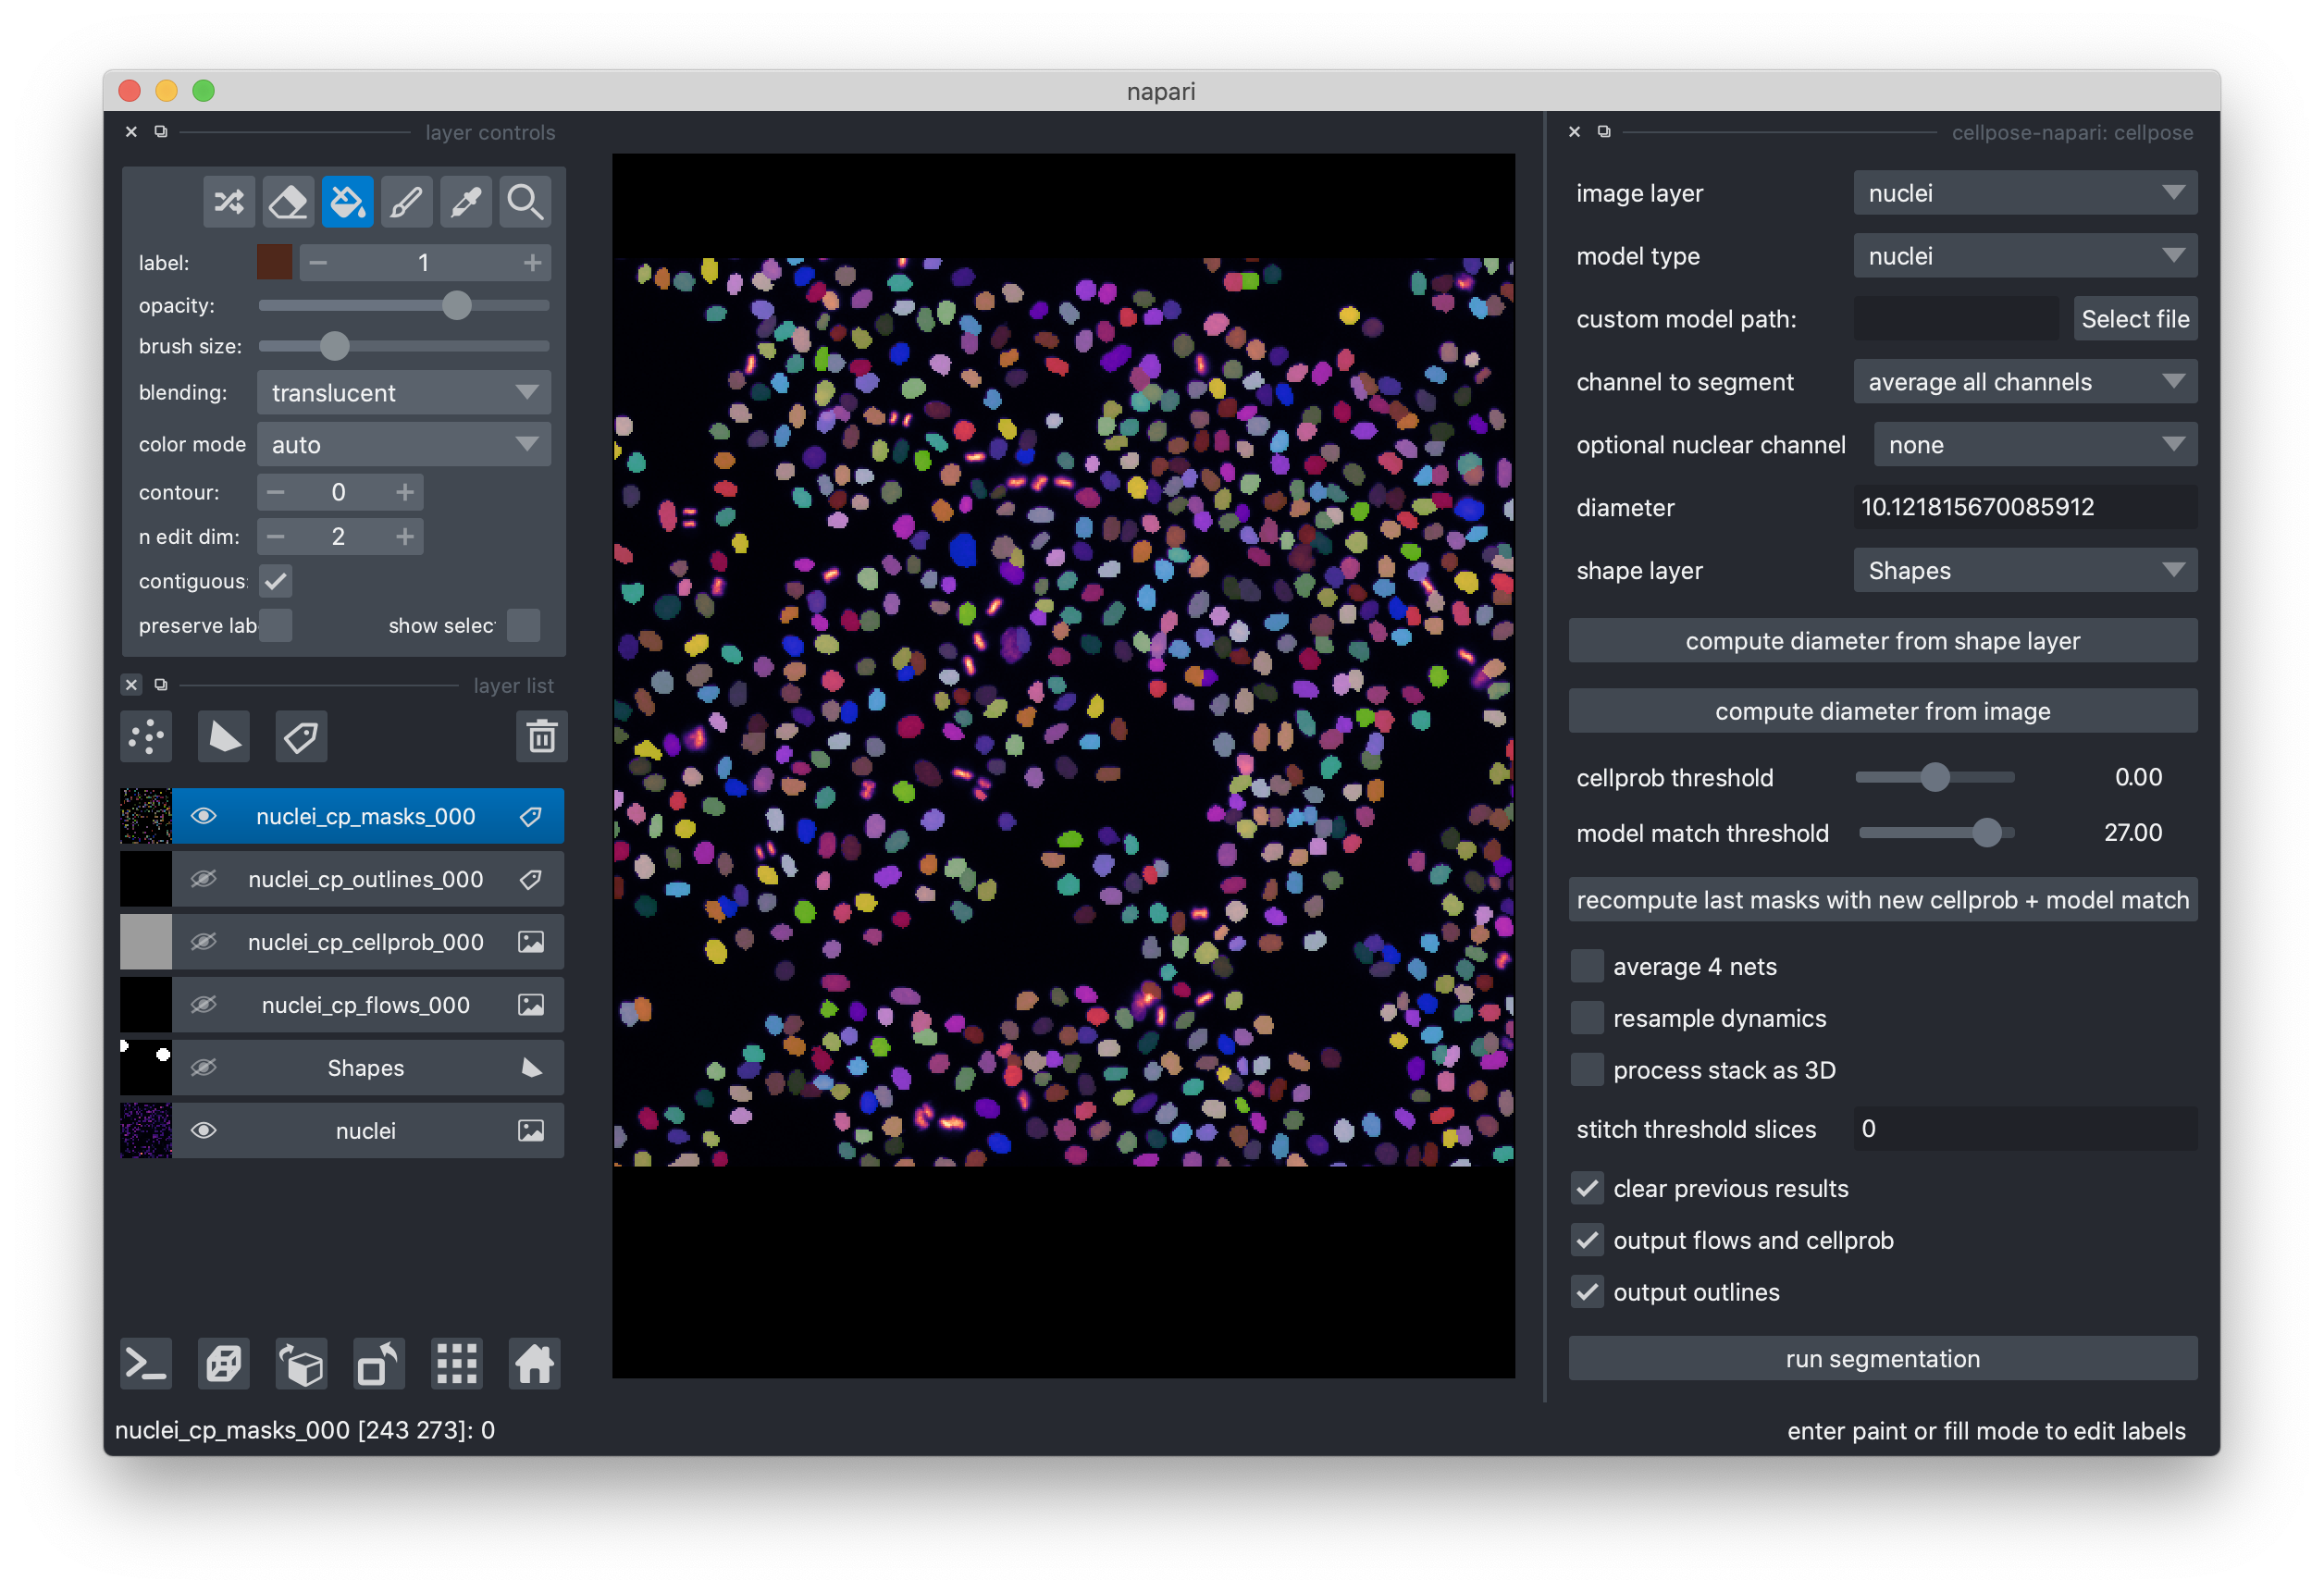 napari
layer controls
label:
1
opacity:
brush size:
blending:
translucent
color mode
auto
contour:
0
n edit dim:
2
contiguous:
preserve lab
show selec
layer list
nuclei_cp_masks_000
nuclei_cp_outlines_000
nuclei_cp_cellprob_000
nuclei_cp_flows_000
Shapes
nuclei
nuclei_cp_masks_000 [243 273]: 0
cellpose-napari: cellpose
image layer
nuclei
model type
nuclei
custom model path:
Select file
channel to segment
average all channels
optional nuclear channel
none
diameter
10.121815670085912
shape layer
Shapes
compute diameter from shape layer
compute diameter from image
cellprob threshold
0.00
model match threshold
27.00
recompute last masks with new cellprob + model match
average 4 nets
resample dynamics
process stack as 3D
stitch threshold slices
0
clear previous results
output flows and cellprob
output outlines
run segmentation
enter paint or fill mode to edit labels